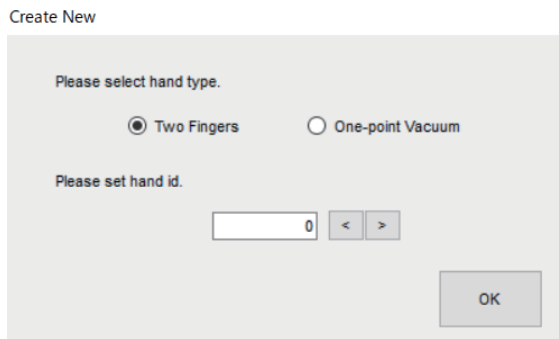 Create New
Please select hand type.
Two Fingers One-point Vacuum
Please set hand id.
0 < >
OK